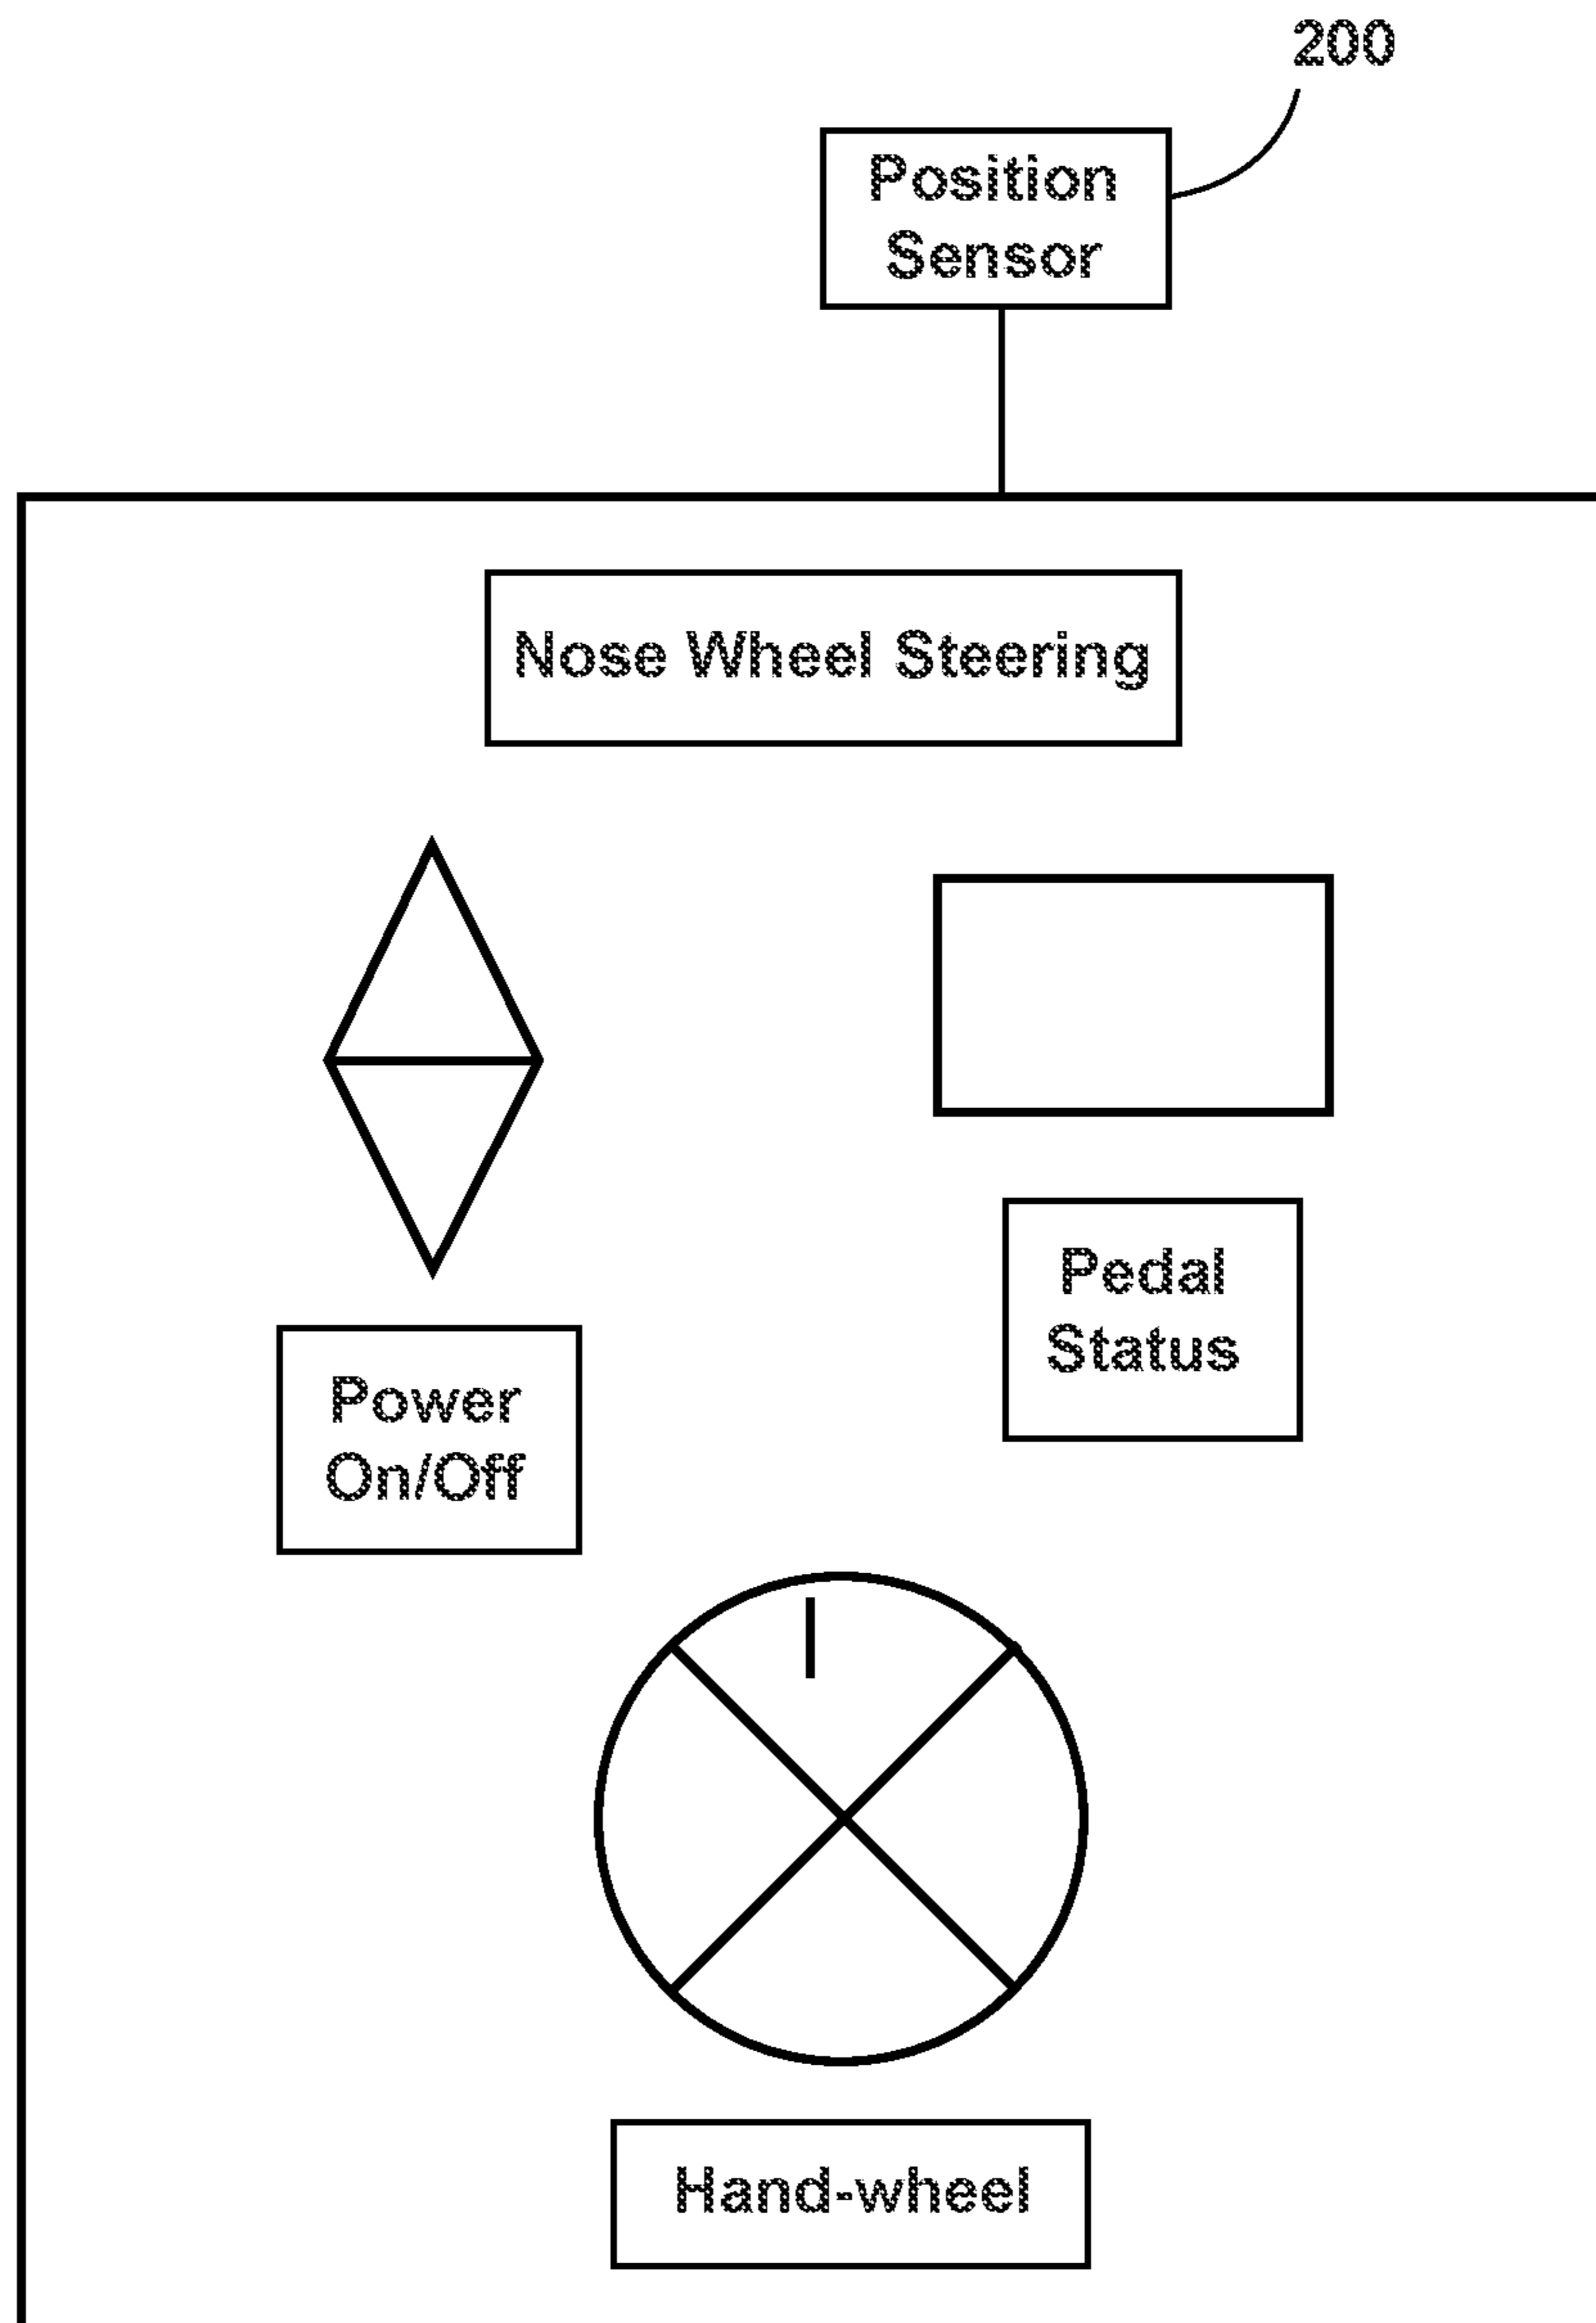 200
Position
Sensor
Nose Wheel Steering
Pedal
Status
Power
On/Off
Hand-wheel